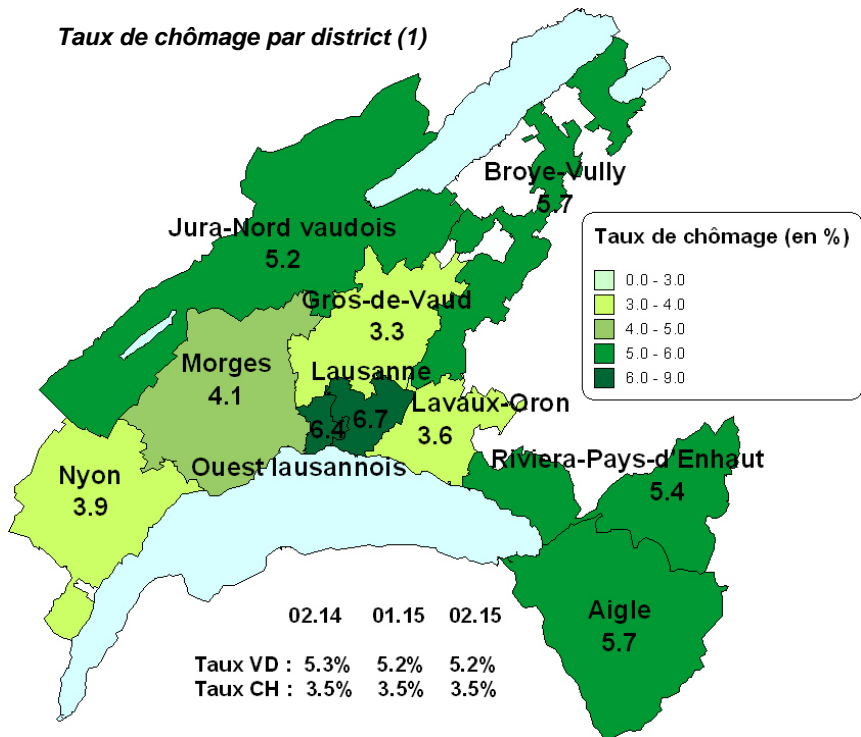 Taux de chômage par district (1)
Broye-Vully
5.7
Jura-Nord vaudois
5.2
Taux de chômage (en %)
0.0 - 3.0
3.0 - 4.0
4.0 - 5.0
5.0 - 6.0
6.0 - 9.0
Gros-de-Vaud
3.3
Morges
4.1
Lausanne
6.7
6.4
Lavaux-Oron
3.6
Ouest lausannois
Riviera-Pays-d'Enhaut
5.4
Nyon
3.9
Aigle
5.7
02.14 01.15 02.15
Taux VD : 5.3% 5.2% 5.2%
Taux CH : 3.5% 3.5% 3.5%